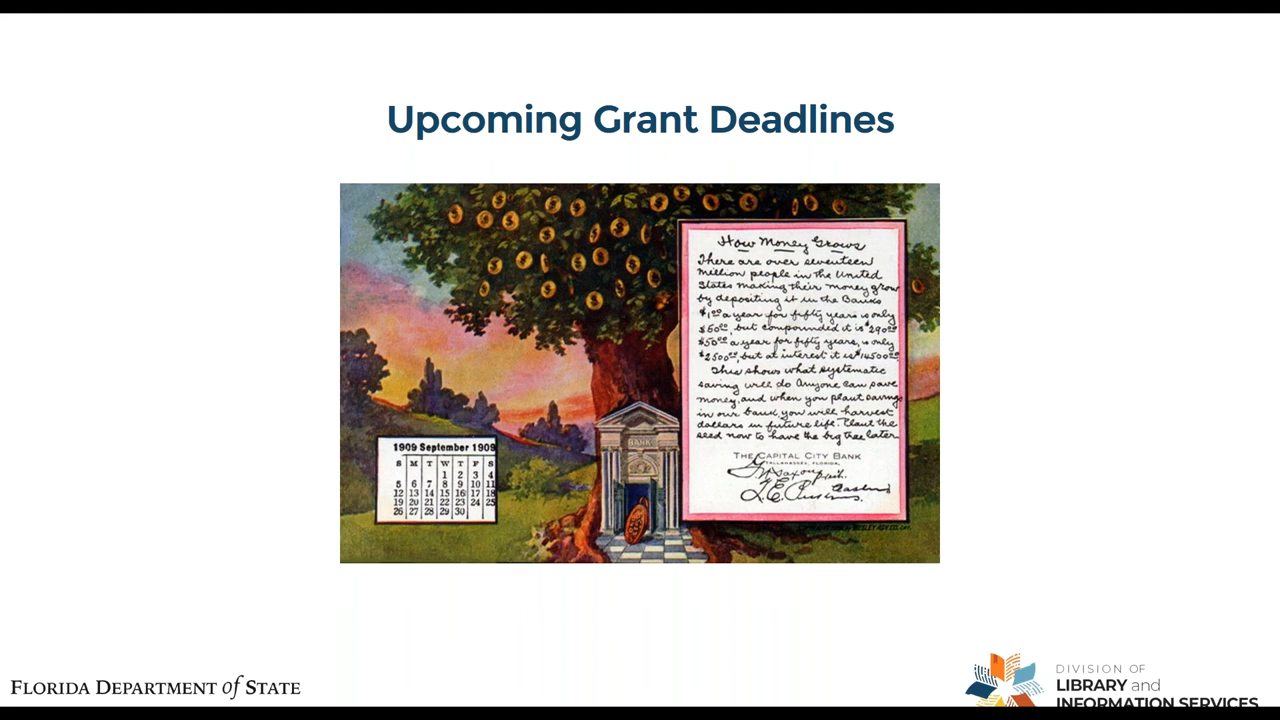 Upcoming Grant Deadlines
How Money Grows
There are over seventeen
million people in the United
States making their money grow
by depositing it in the Banks
$1.00 a year for fifty years is only
$50.00, but compounded it is $290.00
$50.00 a year for fifty years, is only
$2500.00, but at interest it is $14500.00.
This shows what systematic
saving will do Anyone can save
money, and when you plant savings
in our bank, you will harvest
dollars in future life. Plant the
seed now to have the big tree later
THE CAPITAL CITY BANK
TALLAHASSEE, FLORIDA,
BANK
1909 September 1909
S M T W T F S
1 2 3 4
5 6 7 8 9 10 11
12 13 14 15 16 17 18
19 20 21 22 23 24 25
26 27 28 29 30
FLORIDA DEPARTMENT of STATE
DIVISION OF
LIBRARY and
INFORMATION SERVICES